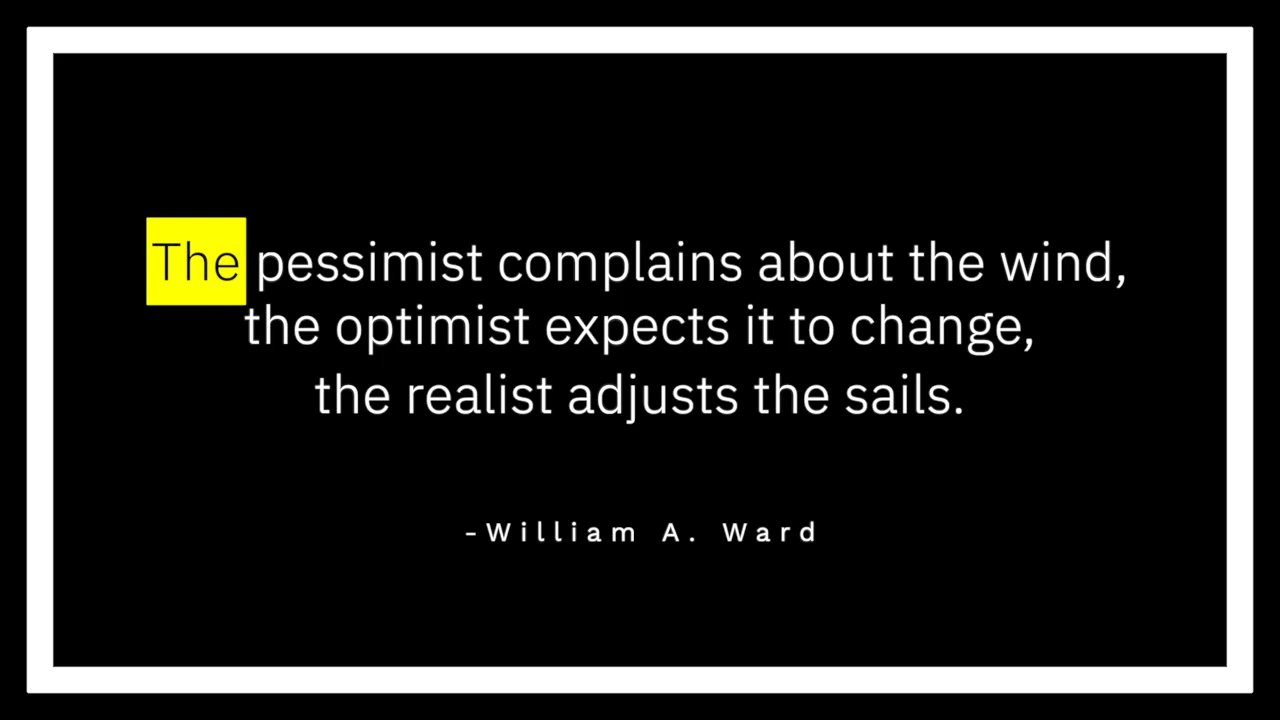 The pessimist complains about the wind,
the optimist expects it to change,
the realist adjusts the sails.
-William A. Ward